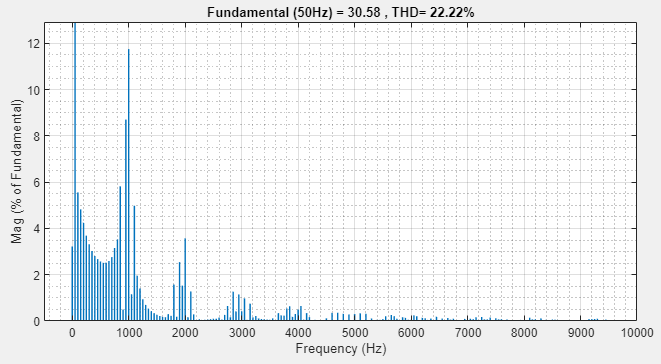 Fundamental (50Hz) = 30.58 , THD= 22.22%
Mag (% of Fundamental)
12
10
8
6
4
2
0
0 1000 2000 3000 4000 5000 6000 7000 8000 9000 10000
Frequency (Hz)